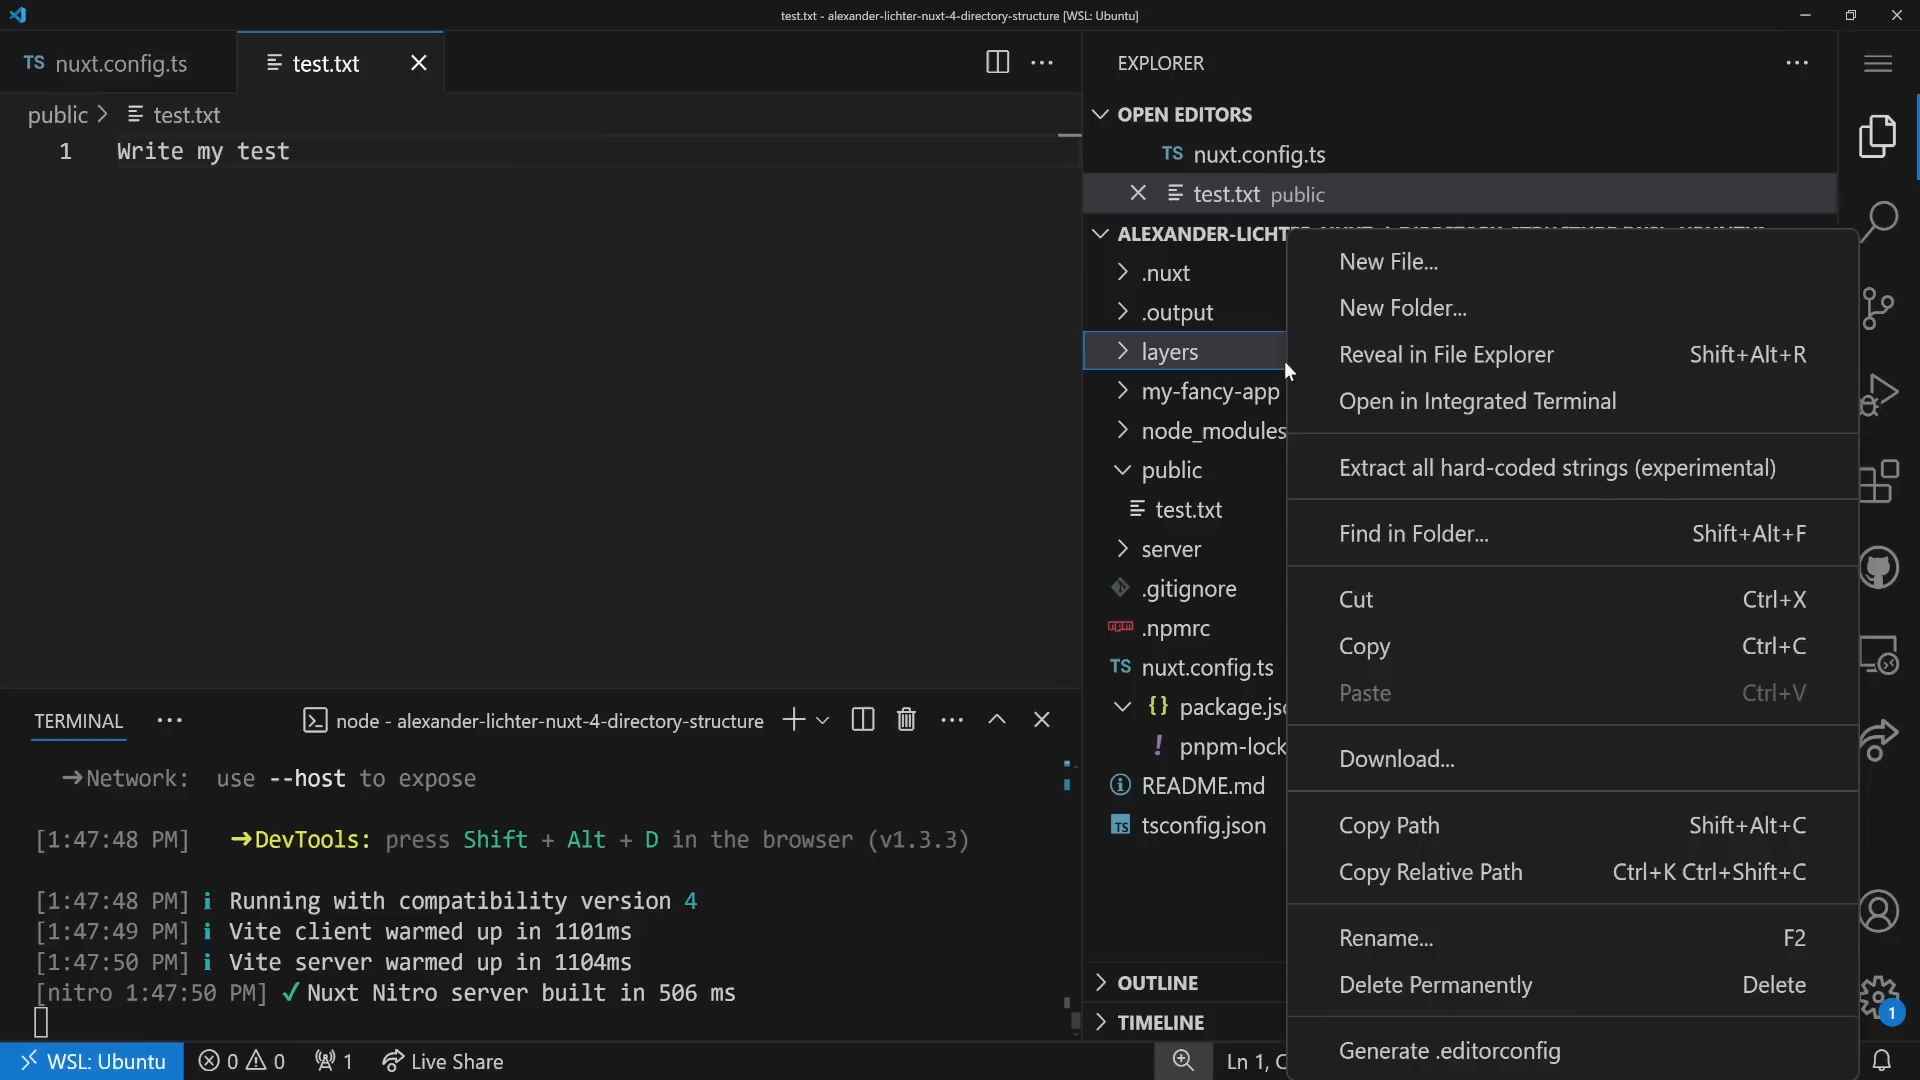 test.txt - alexander-lichter-nuxt-4-directory-structure [WSL: Ubuntu]
TS nuxt.config.ts
test.txt
public > test.txt
1 Write my test
TERMINAL
node - alexander-lichter-nuxt-4-directory-structure
➜Network: use --host to expose
[1:47:48 PM] ➜DevTools: press Shift + Alt + D in the browser (v1.3.3)
[1:47:48 PM] ℹ Running with compatibility version 4
[1:47:49 PM] ℹ Vite client warmed up in 1101ms
[1:47:50 PM] ℹ Vite server warmed up in 1104ms
[nitro 1:47:50 PM] ✓ Nuxt Nitro server built in 506 ms
EXPLORER
OPEN EDITORS
TS nuxt.config.ts
test.txt public
ALEXANDER-LICHT
.nuxt
.output
layers
my-fancy-app
node_modules
public
test.txt
server
.gitignore
.npmrc
TS nuxt.config.ts
{} package.jso
! pnpm-lock
README.md
TS tsconfig.json
OUTLINE
TIMELINE
New File...
New Folder...
Reveal in File Explorer Shift+Alt+R
Open in Integrated Terminal
Extract all hard-coded strings (experimental)
Find in Folder... Shift+Alt+F
Cut Ctrl+X
Copy Ctrl+C
Paste Ctrl+V
Download...
Copy Path Shift+Alt+C
Copy Relative Path Ctrl+K Ctrl+Shift+C
Rename... F2
Delete Permanently Delete
Generate .editorconfig
1
WSL: Ubuntu 0 0 1 Live Share
Ln 1, C